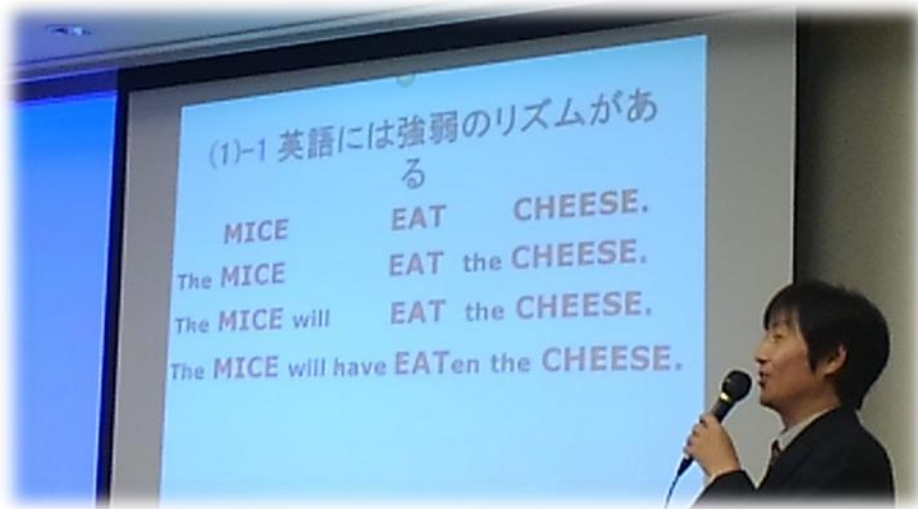 (1)-1 英語には強弱のリズムがあ
る
MICE EAT CHEESE.
The MICE EAT the CHEESE.
The MICE will EAT the CHEESE.
The MICE will have EATen the CHEESE.